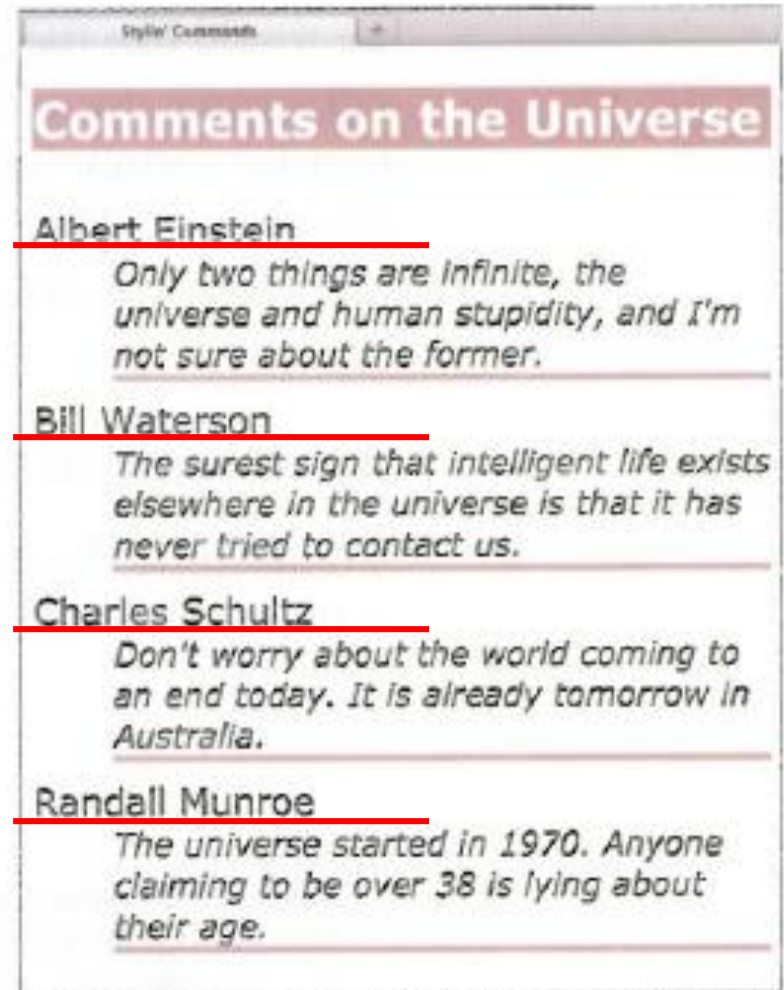 Stylin' Commands
+
Comments on the Universe
Albert Einstein
Only two things are infinite, the
universe and human stupidity, and I'm
not sure about the former.
Bill Waterson
The surest sign that intelligent life exists
elsewhere in the universe is that it has
never tried to contact us.
Charles Schultz
Don't worry about the world coming to
an end today. It is already tomorrow in
Australia.
Randall Munroe
The universe started in 1970. Anyone
claiming to be over 38 is lying about
their age.